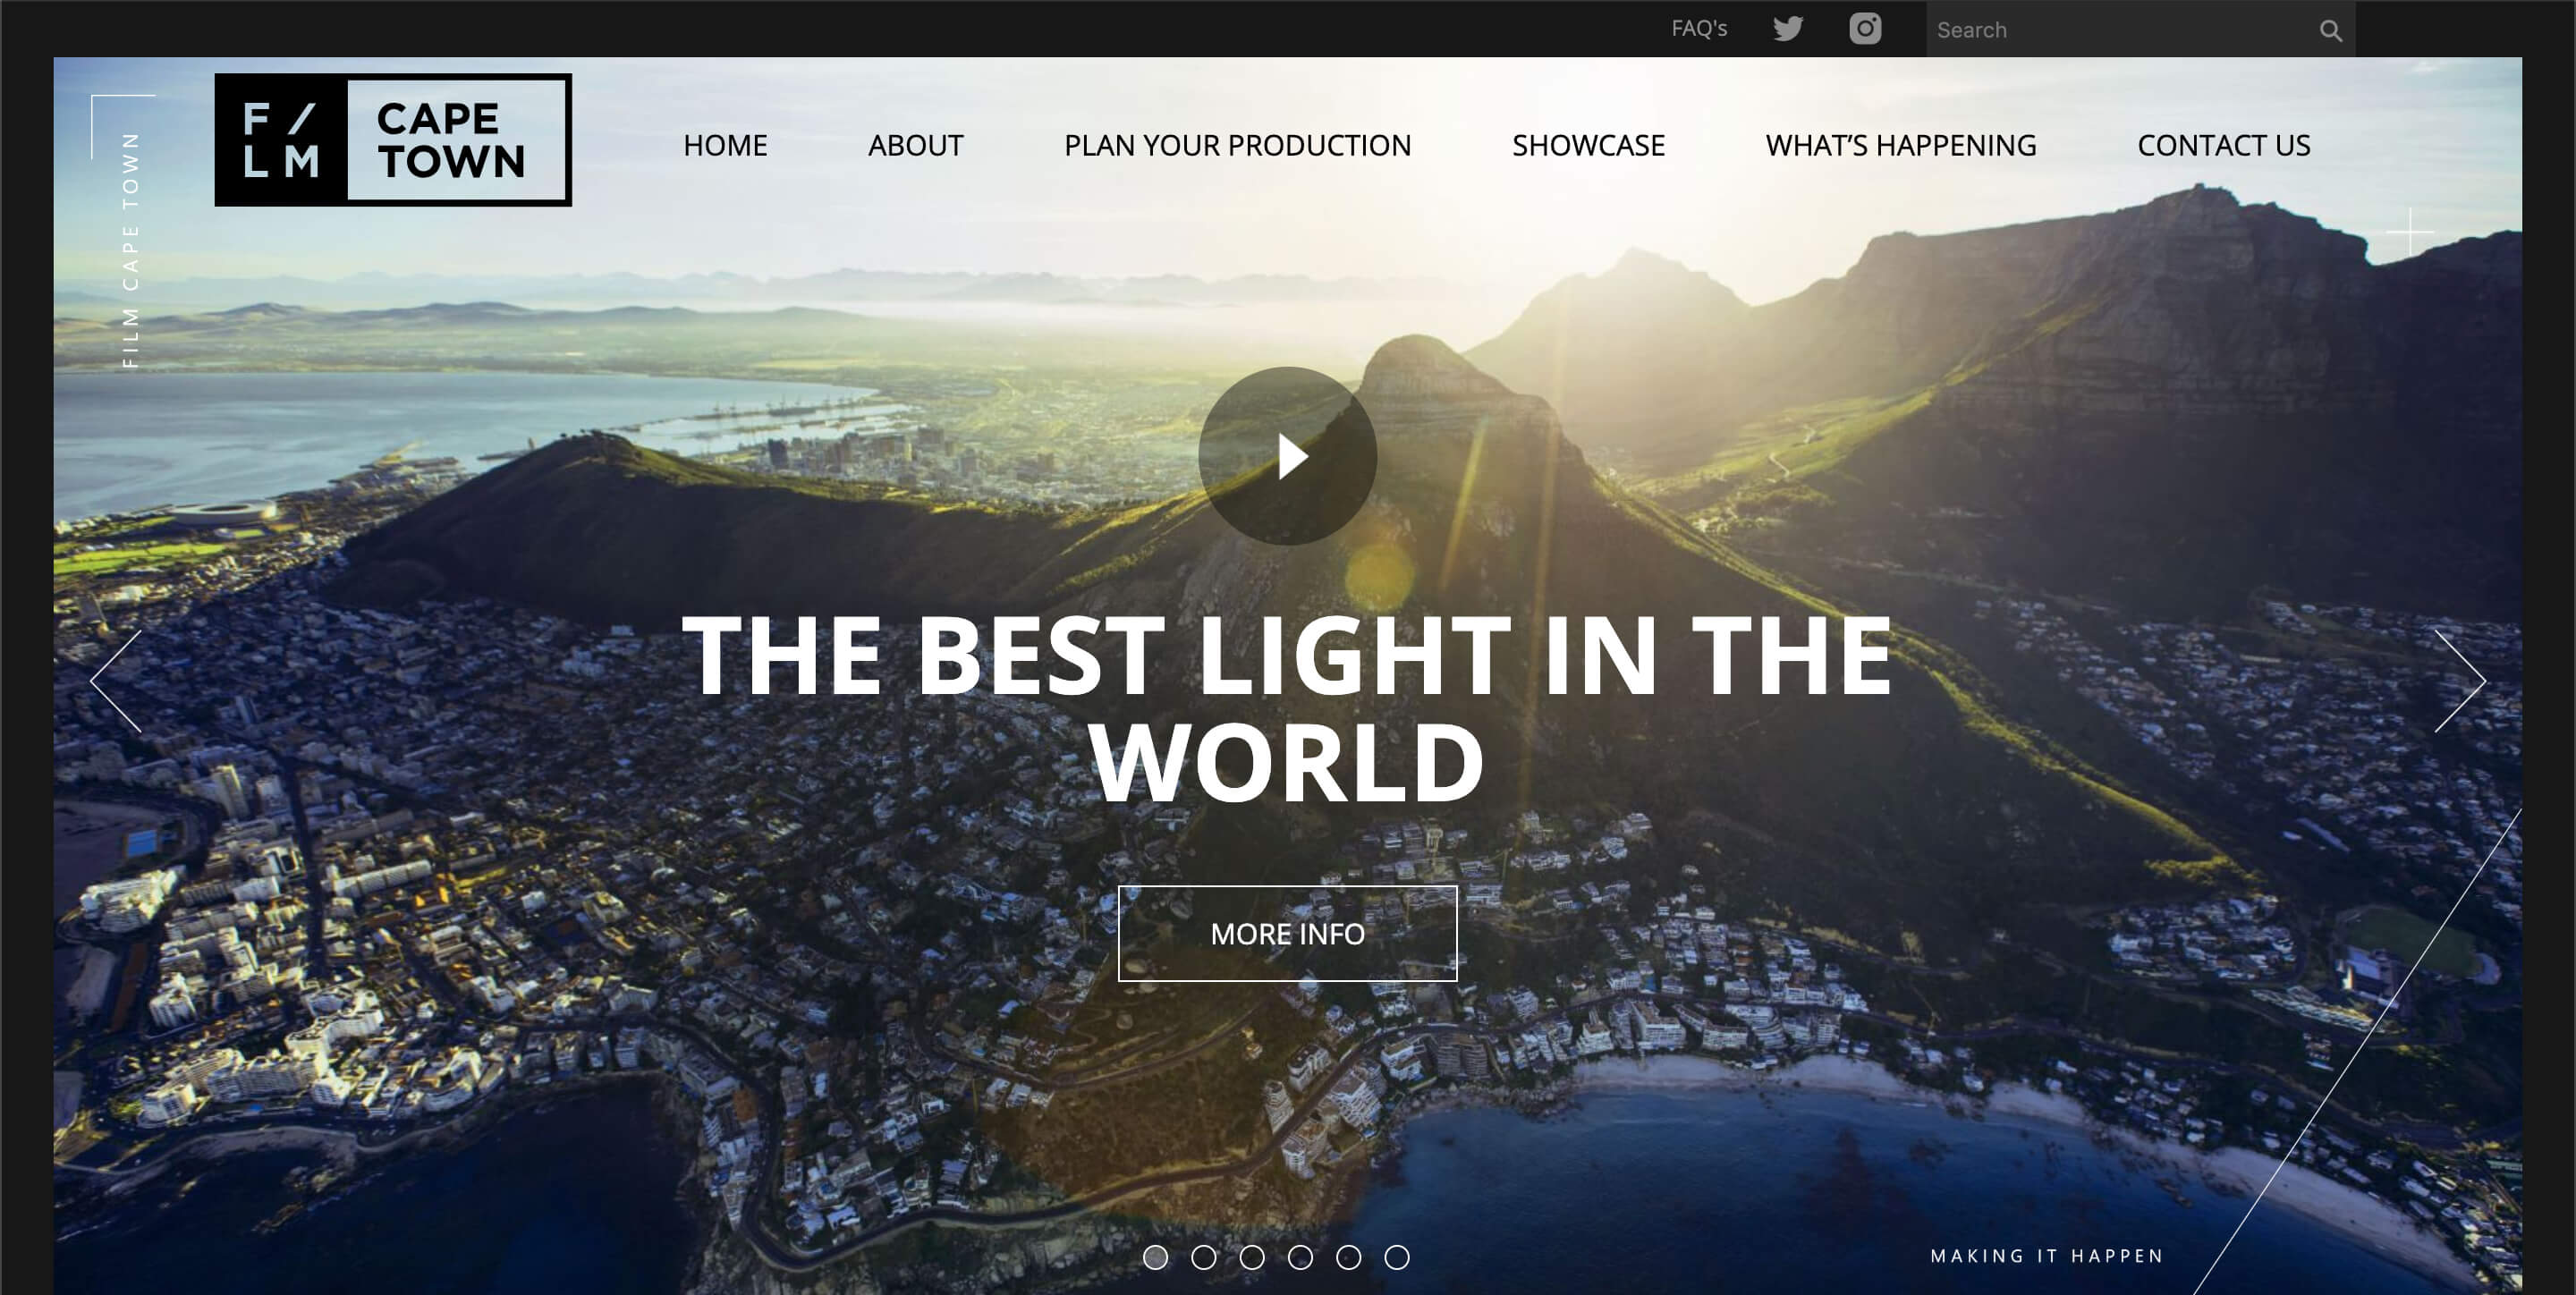 FAQ's
Search
F/
LM
CAPE
TOWN
HOME
ABOUT
PLAN YOUR PRODUCTION
SHOWCASE
WHAT’S HAPPENING
CONTACT US
FILM CAPE TOWN
THE BEST LIGHT IN THE
WORLD
MORE INFO
MAKING IT HAPPEN